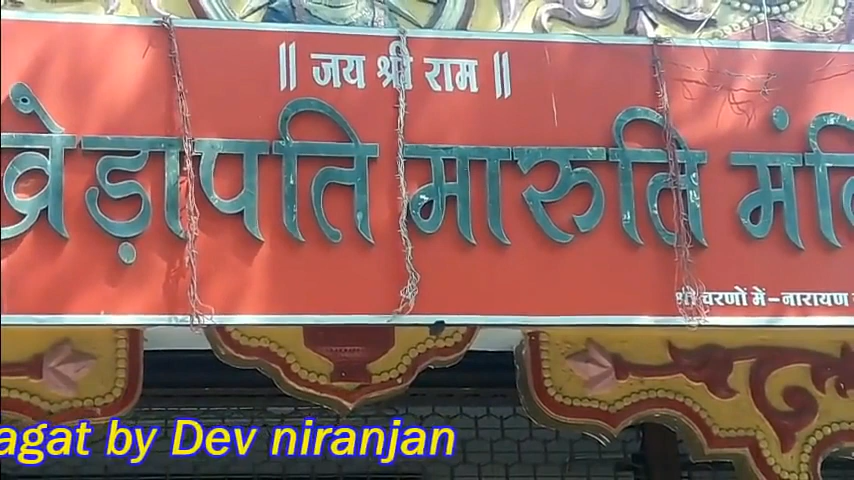 ॥ जय श्री राम ॥
खेड़ापति मारुति मंदि
श्री चरणों में-नारायण
agat by Dev niranjan